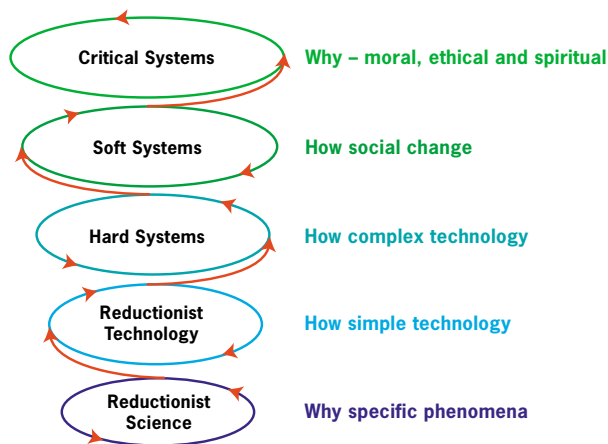 Critical Systems
Why – moral, ethical and spiritual
Soft Systems
How social change
Hard Systems
How complex technology
Reductionist
Technology
How simple technology
Reductionist
Science
Why specific phenomena